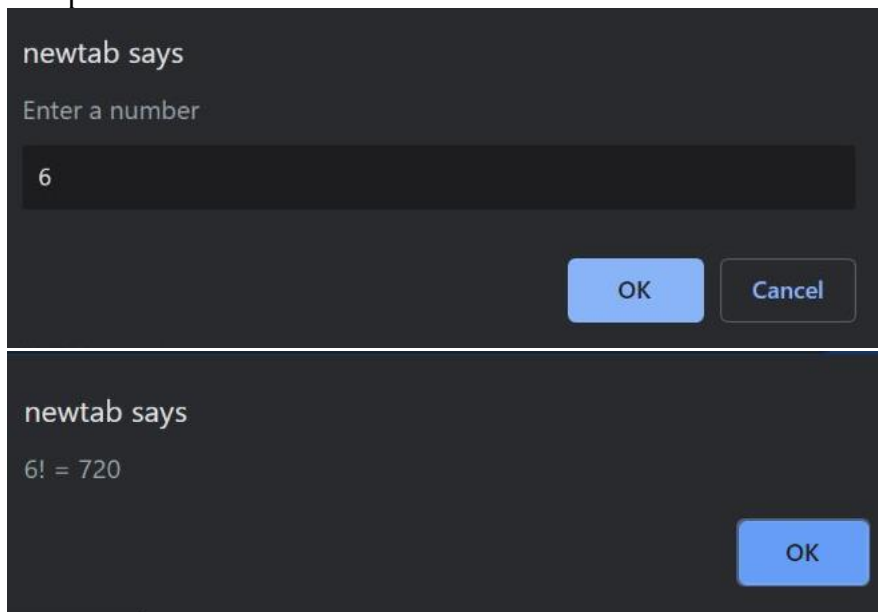 newtab says
Enter a number
6
OK Cancel
newtab says
6! = 720
OK